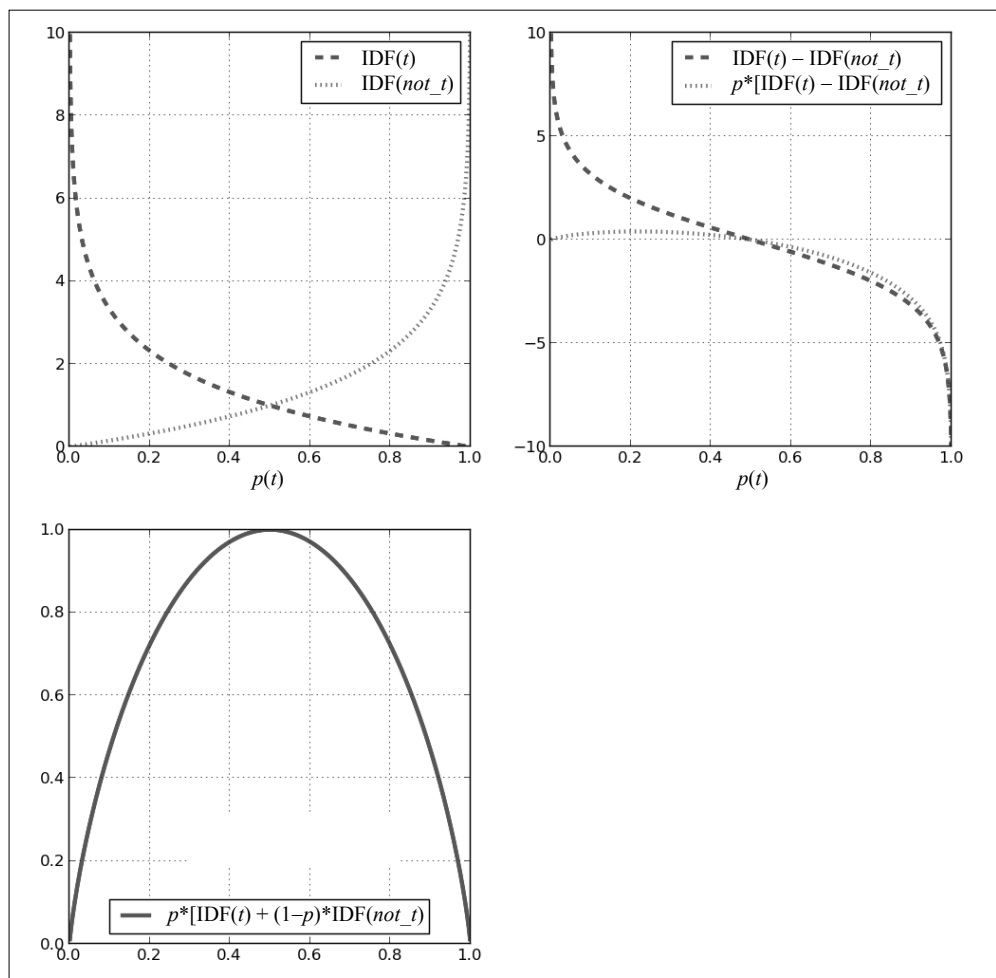 10
8
6
4
2
0
0.0 0.2 0.4 0.6 0.8 1.0
p(t)
IDF(t)
IDF(not_t)
10
5
0
−5
−10
0.0 0.2 0.4 0.6 0.8 1.0
p(t)
IDF(t) – IDF(not_t)
p*[IDF(t) – IDF(not_t)
1.0
0.8
0.6
0.4
0.2
0.0
0.0 0.2 0.4 0.6 0.8 1.0
p*[IDF(t) + (1–p)*IDF(not_t)